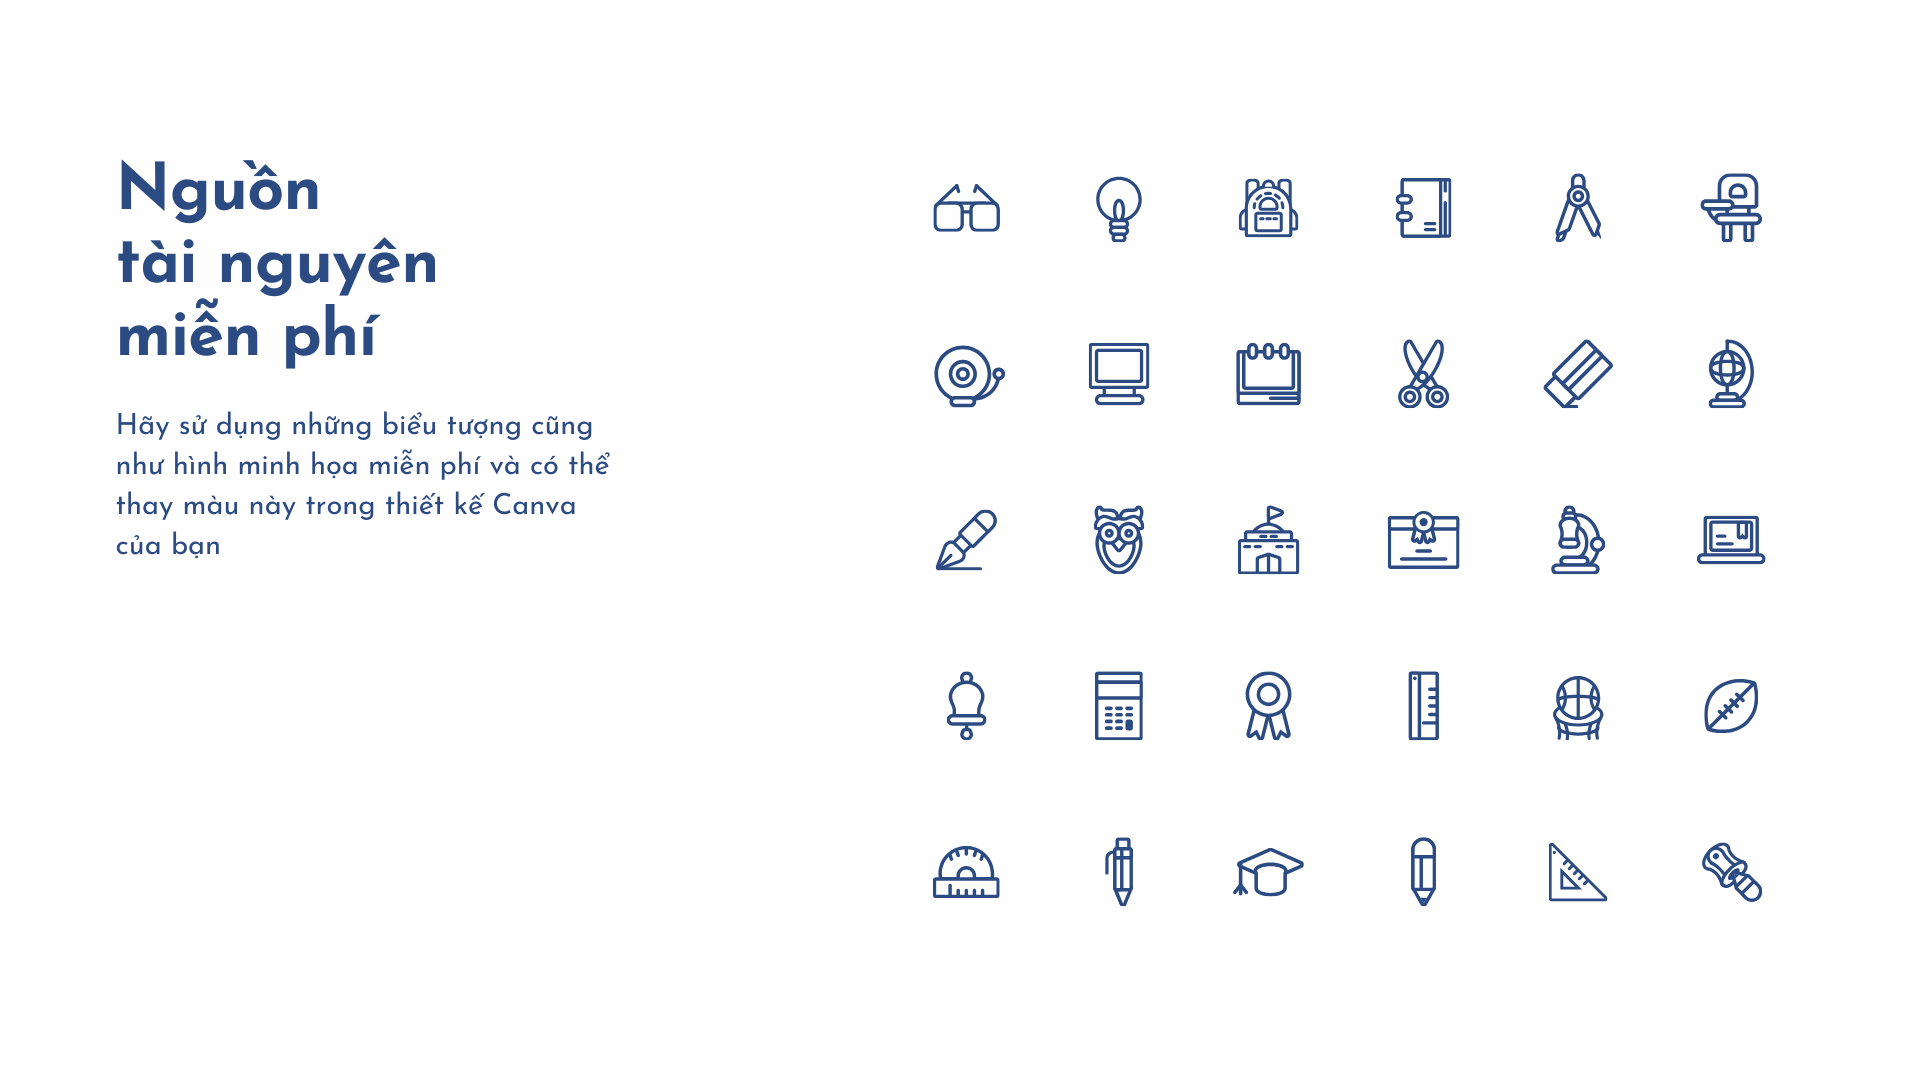 Nguồn
tài nguyên
miễn phí
Hãy sử dụng những biểu tượng cũng
như hình minh họa miễn phí và có thể
thay màu này trong thiết kế Canva
của bạn